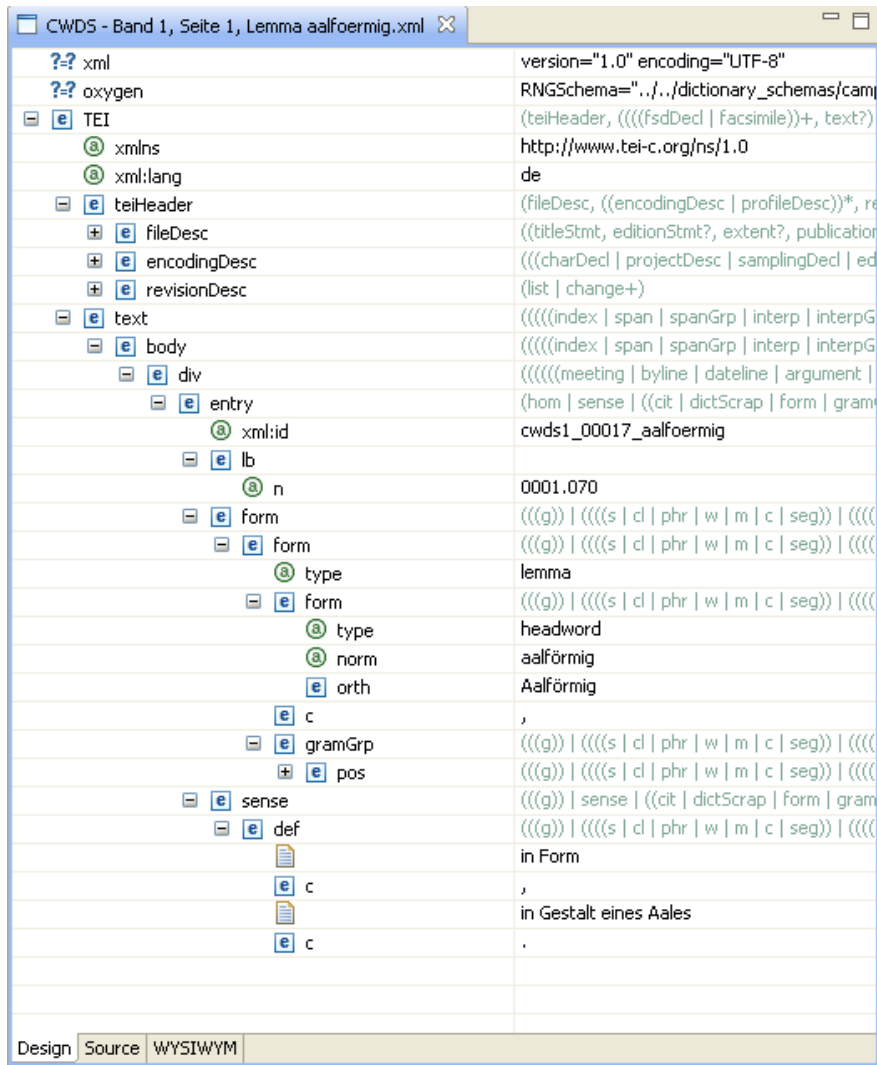 CWDS - Band 1, Seite 1, Lemma aalfoermig.xml
?=? xml version="1.0" encoding="UTF-8"
?=? oxygen RNGSchema="../../dictionary_schemas/camp
e TEI (teiHeader, ((((fsdDecl | facsimile))+, text?)
a xmlns http://www.tei-c.org/ns/1.0
a xml:lang de
e teiHeader (fileDesc, ((encodingDesc | profileDesc))*, re
e fileDesc ((titleStmt, editionStmt?, extent?, publication
e encodingDesc (((charDecl | projectDesc | samplingDecl | ed
e revisionDesc (list | change+)
e text (((((index | span | spanGrp | interp | interpG
e body (((((index | span | spanGrp | interp | interpG
e div ((((((meeting | byline | dateline | argument |
e entry (hom | sense | ((cit | dictScrap | form | gram
a xml:id cwds1_00017_aalfoermig
e lb
a n 0001.070
e form (((g)) | ((((s | cl | phr | w | m | c | seg)) | ((((
e form (((g)) | ((((s | cl | phr | w | m | c | seg)) | ((((
a type lemma
e form (((g)) | ((((s | cl | phr | w | m | c | seg)) | ((((
a type headword
a norm aalförmig
e orth Aalförmig
e c ,
e gramGrp (((g)) | ((((s | cl | phr | w | m | c | seg)) | ((((
e pos (((g)) | ((((s | cl | phr | w | m | c | seg)) | ((((
e sense (((g)) | sense | ((cit | dictScrap | form | gram
e def (((g)) | ((((s | cl | phr | w | m | c | seg)) | ((((
in Form
e c ,
in Gestalt eines Aales
e c .
Design Source WYSIWYM